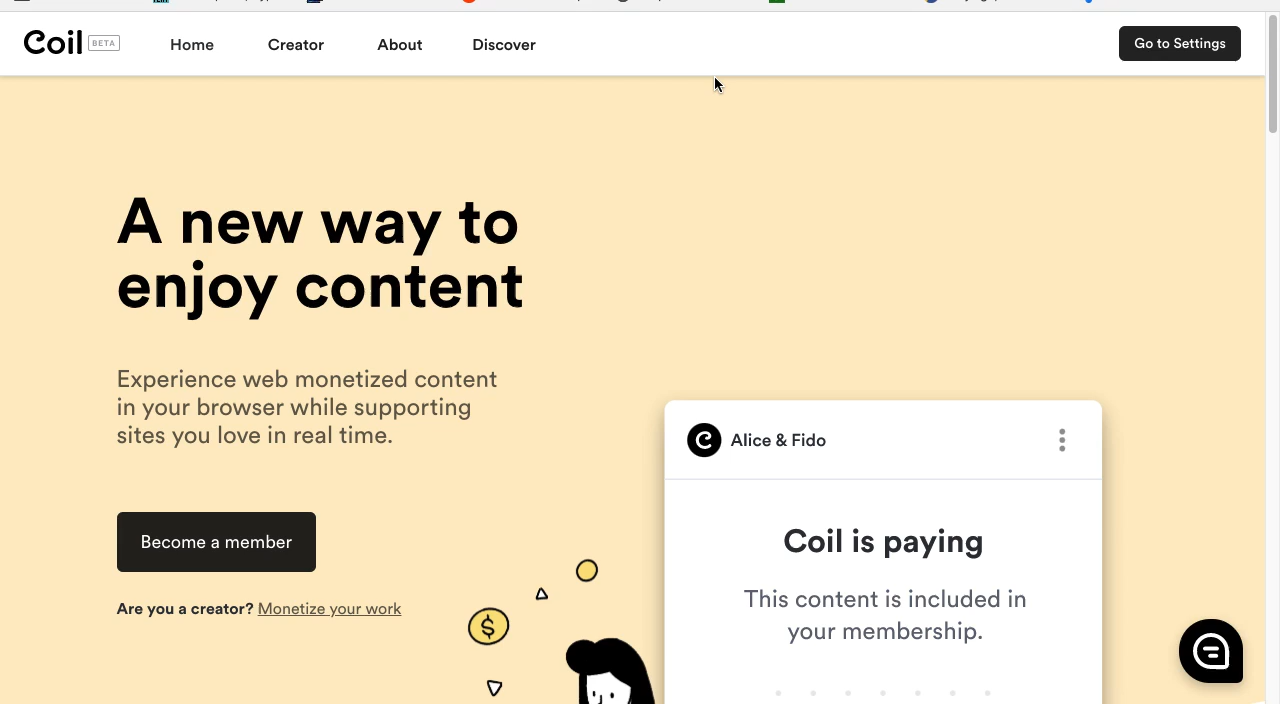 Coil BETA Home Creator About Discover Go to Settings
A new way to
enjoy content
Experience web monetized content
in your browser while supporting
sites you love in real time.
Become a member
Are you a creator? Monetize your work
$
C Alice & Fido
Coil is paying
This content is included in
your membership.